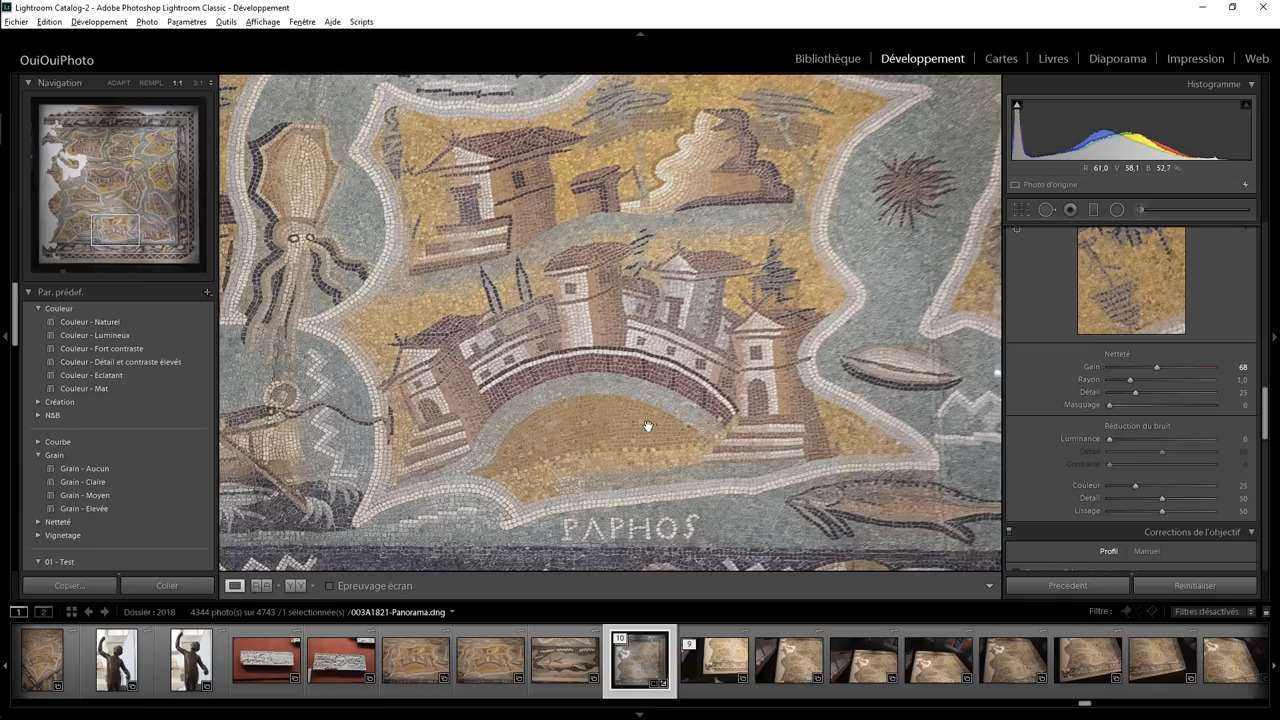 Lightroom Catalog-2 - Adobe Photoshop Lightroom Classic - Développement
Fichier Edition Développement Photo Paramètres Outils Affichage Fenêtre Aide Scripts
OuiOuiPhoto
Bibliothèque Développement Cartes Livres Diaporama Impression Web
Navigation ADAPT. REMPL. 1:1 3:1
Histogramme
R 61,0 V 58,1 B 52,7 %
Photo d'origine
Par. prédéf.
Couleur
Couleur - Naturel
Couleur - Lumineux
Couleur - Fort contraste
Couleur - Détail et contraste élevés
Couleur - Eclatant
Couleur - Mat
Création
N&B
Courbe
Grain
Grain - Aucun
Grain - Claire
Grain - Moyen
Grain - Elevée
Netteté
Vignetage
01 - Test
Copier... Coller
PAPHOS
Epreuvage écran
Netteté
Gain 68
Rayon 1,0
Détail 25
Masquage 0
Réduction du bruit
Luminance 0
Détail 50
Contraste 0
Couleur 25
Détail 50
Lissage 50
Corrections de l'objectif
Profil Manuel
Précédent Réinitialiser
1 2 Dossier : 2018 4344 photo(s) sur 4743 /1 sélectionnée(s) /003A1821-Panorama.dng Filtre : Filtres désactivés
10 9